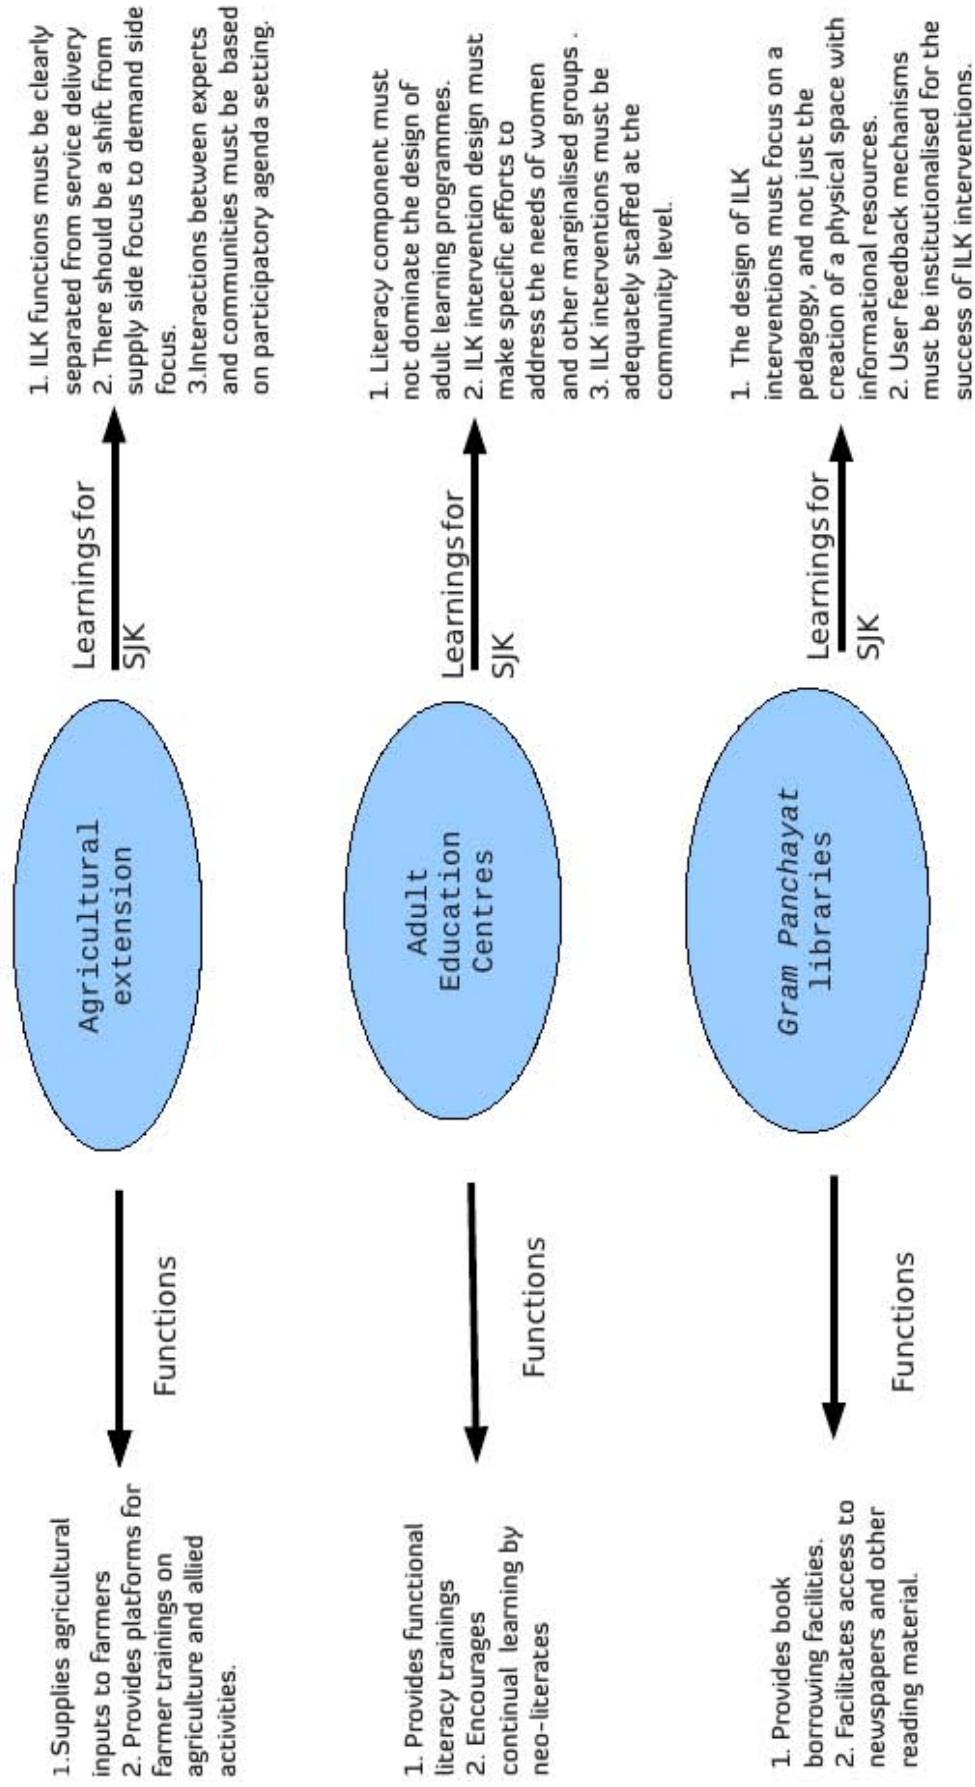 1.Supplies agricultural
inputs to farmers
2. Provides platforms for
farmer trainings on
agriculture and allied
activities.
Functions
Agricultural
extension
Learnings for
SJK
1. ILK functions must be clearly
separated from service delivery
2. There should be a shift from
supply side focus to demand side
focus.
3.Interactions between experts
and communities must be based
on participatory agenda setting.
1. Provides functional
literacy trainings
2. Encourages
continual learning by
neo-literates
Functions
Adult
Education
Centres
Learnings for
SJK
1. Literacy component must
not dominate the design of
adult learning programmes.
2. ILK intervention design must
make specific efforts to
address the needs of women
and other marginalised groups .
3. ILK interventions must be
adequately staffed at the
community level.
1. Provides book
borrowing facilities.
2. Facilitates access to
newspapers and other
reading material.
Functions
Gram Panchayat
libraries
Learnings for
SJK
1. The design of ILK
interventions must focus on a
pedagogy, and not just the
creation of a physical space with
informational resources.
2. User feedback mechanisms
must be institutionalised for the
success of ILK interventions.